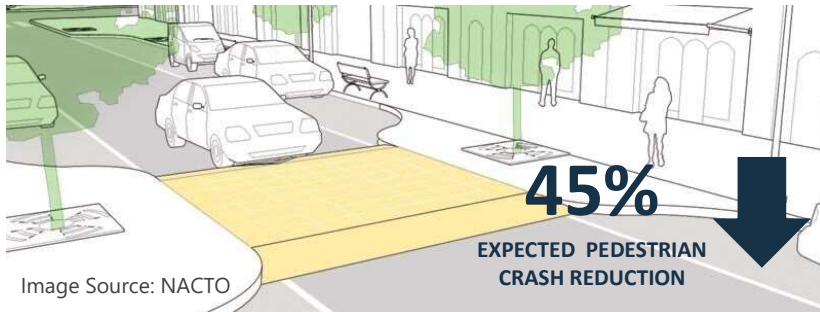 45%
EXPECTED PEDESTRIAN
CRASH REDUCTION
Image Source: NACTO